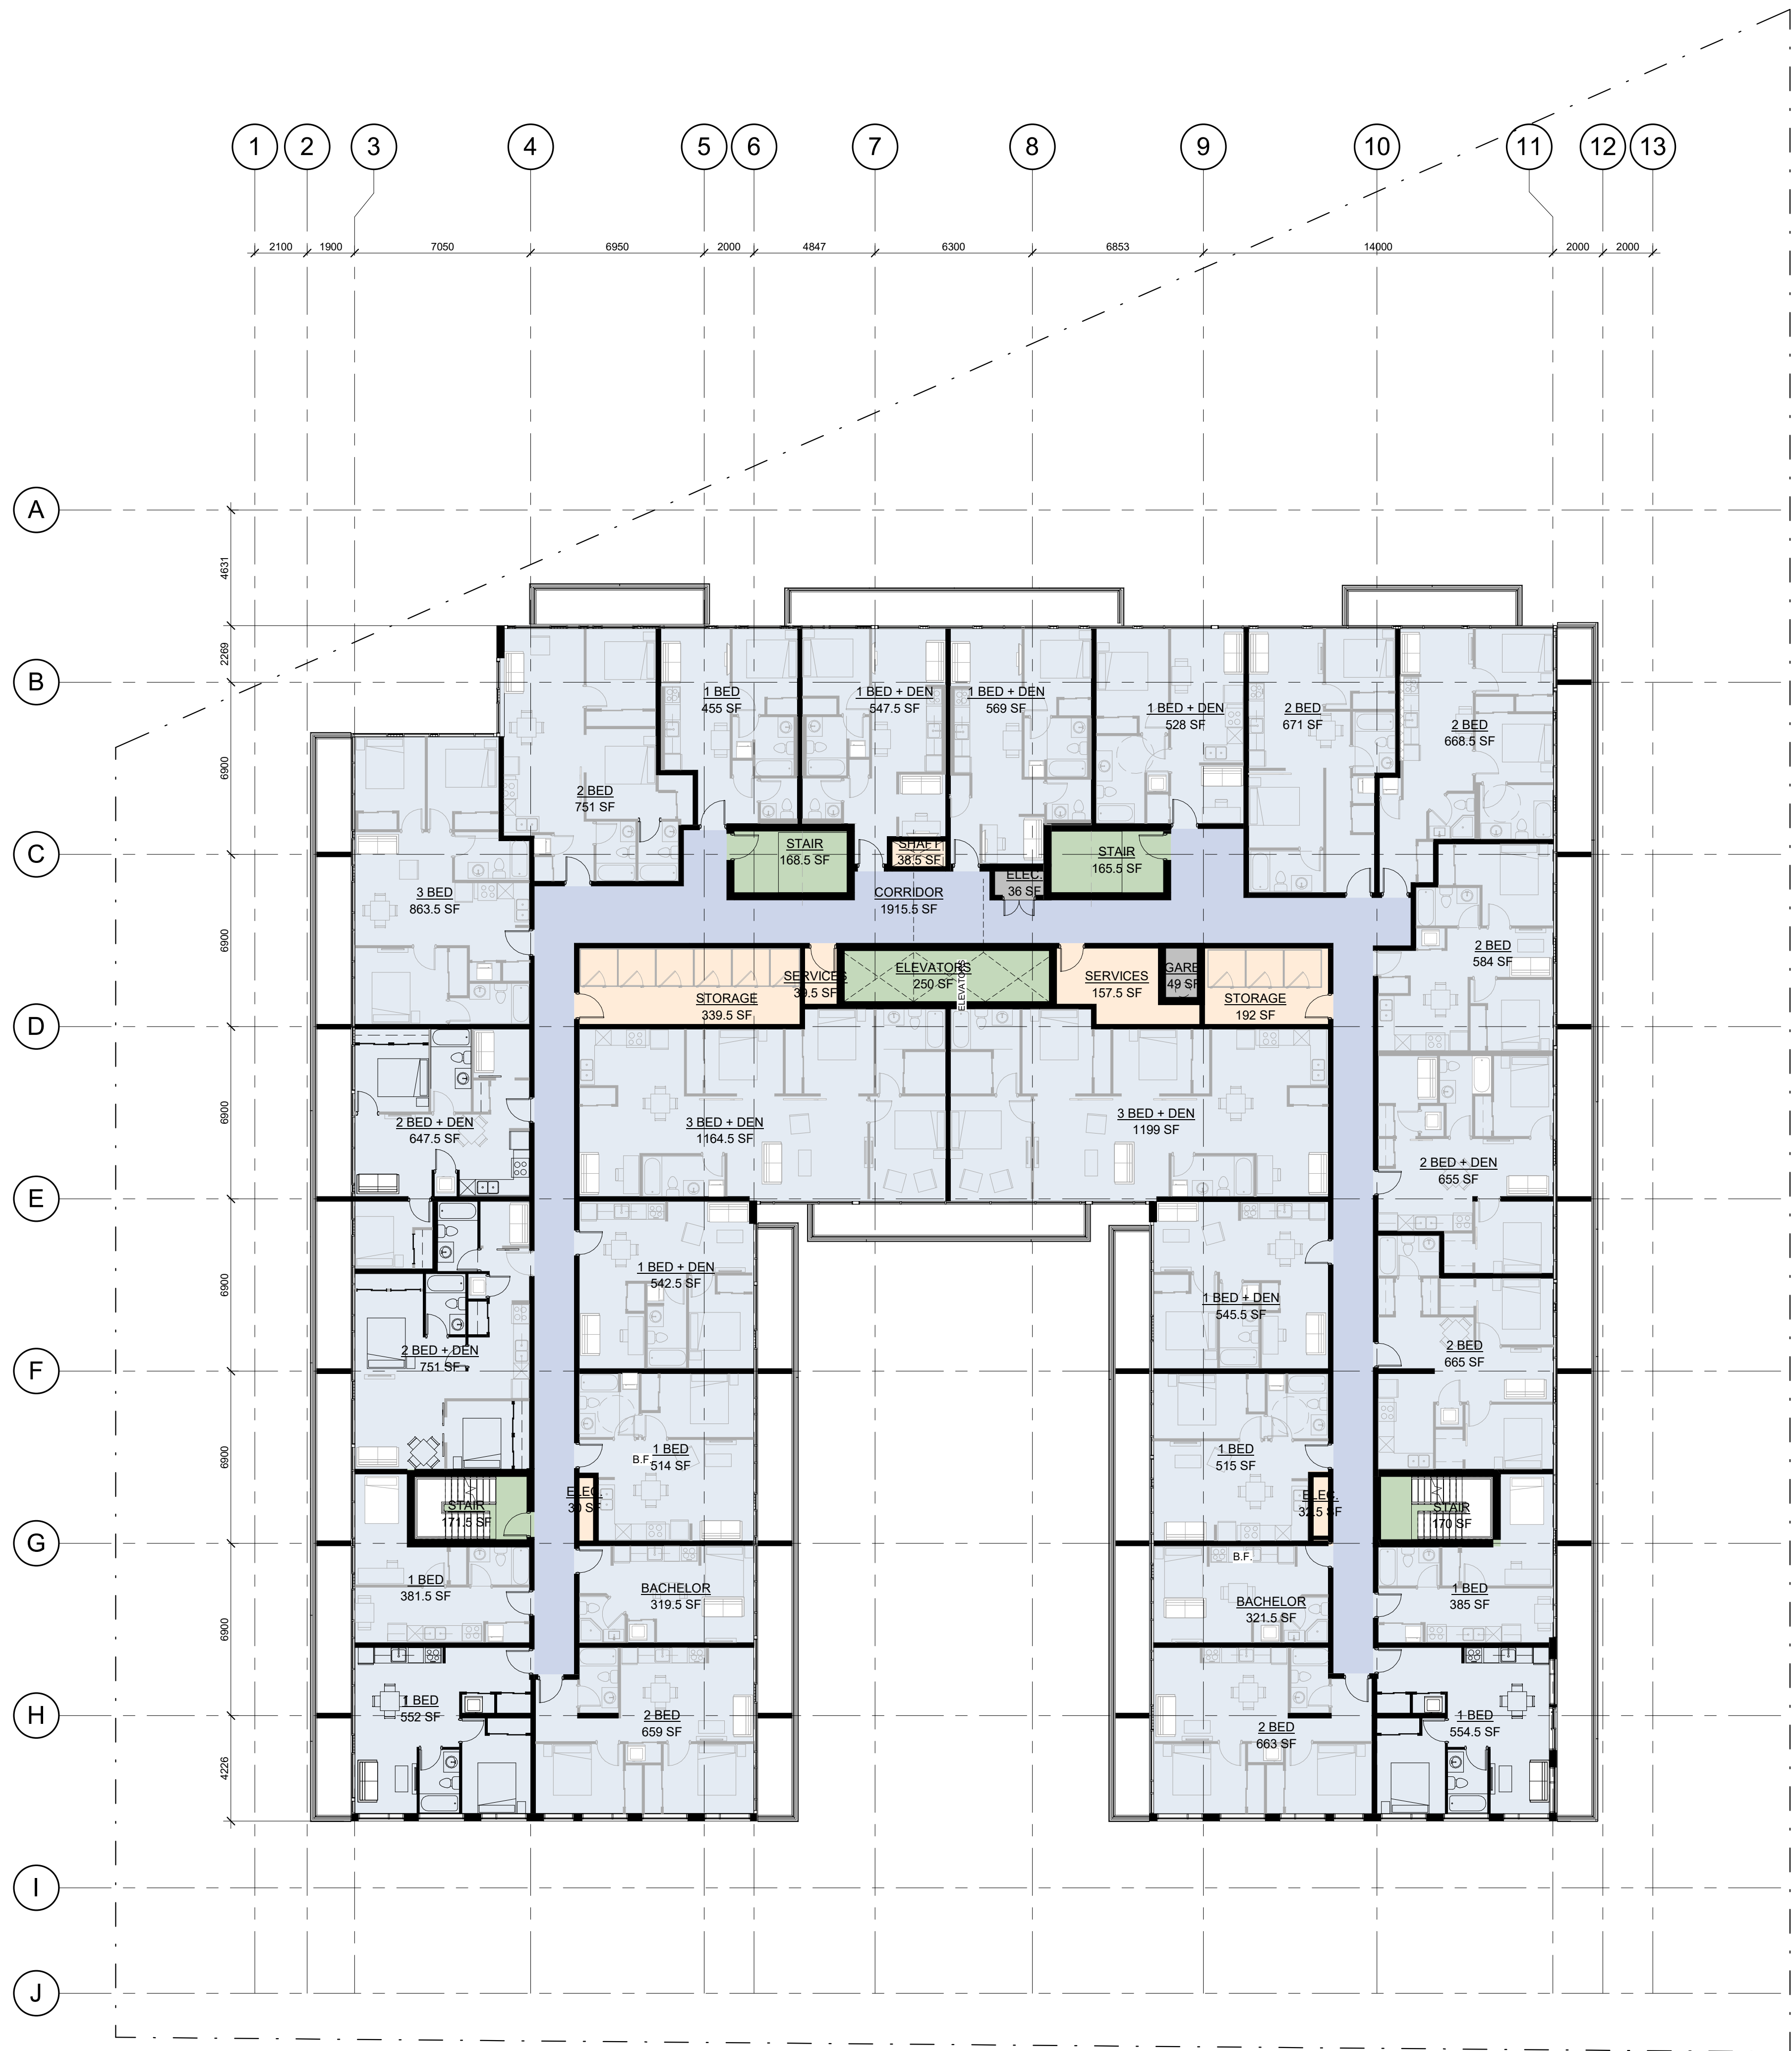 1 2 3 4 5 6 7 8 9 10 11 12 13
2100 1900 7050 6950 2000 4847 6300 6853 14000 2000 2000
A
4631
2269
B
1 BED
455 SF
1 BED + DEN
547.5 SF
1 BED + DEN
569 SF
1 BED + DEN
528 SF
2 BED
671 SF
2 BED
668.5 SF
6900
2 BED
751 SF
C
STAIR
168.5 SF
SHAFT
38.5 SF
STAIR
165.5 SF
ELEC.
36 SF
CORRIDOR
1915.5 SF
3 BED
863.5 SF
6900
2 BED
584 SF
STORAGE
339.5 SF
SERVICES
39.5 SF
ELEVATORS
250 SF
ELEVATORS
SERVICES
157.5 SF
GARB
49 SF
STORAGE
192 SF
D
6900
2 BED + DEN
647.5 SF
3 BED + DEN
1164.5 SF
3 BED + DEN
1199 SF
2 BED + DEN
655 SF
E
6900
1 BED + DEN
542.5 SF
1 BED + DEN
545.5 SF
2 BED + DEN
751 SF
2 BED
665 SF
F
6900
1 BED
514 SF
B.F.
1 BED
515 SF
ELEC.
30 SF
ELEC.
32.5 SF
STAIR
171.5 SF
STAIR
170 SF
G
B.F.
1 BED
381.5 SF
BACHELOR
319.5 SF
BACHELOR
321.5 SF
1 BED
385 SF
6900
H
1 BED
552 SF
2 BED
659 SF
2 BED
663 SF
1 BED
554.5 SF
4226
I
J